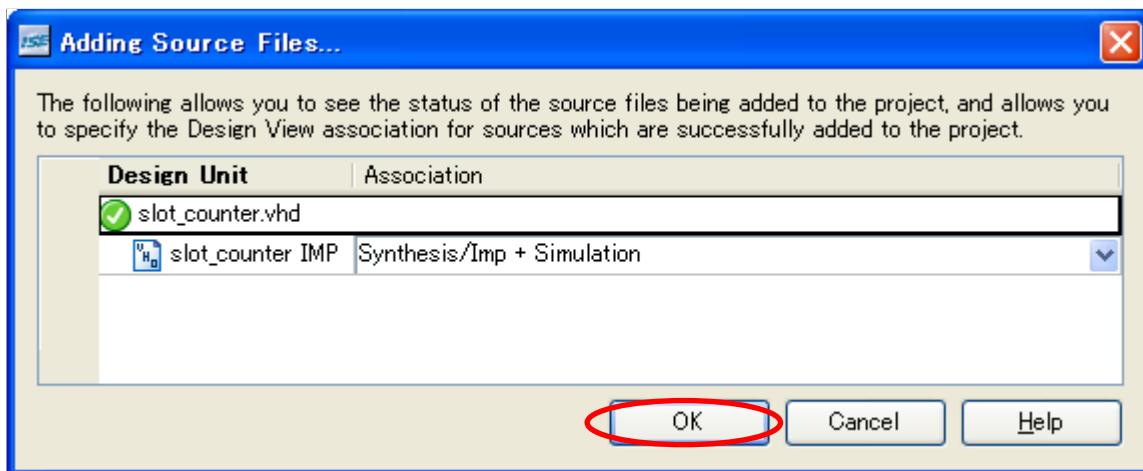 ISE Adding Source Files...
The following allows you to see the status of the source files being added to the project, and allows you
to specify the Design View association for sources which are successfully added to the project.
Design Unit Association
slot_counter.vhd
slot_counter IMP Synthesis/Imp + Simulation
OK Cancel Help